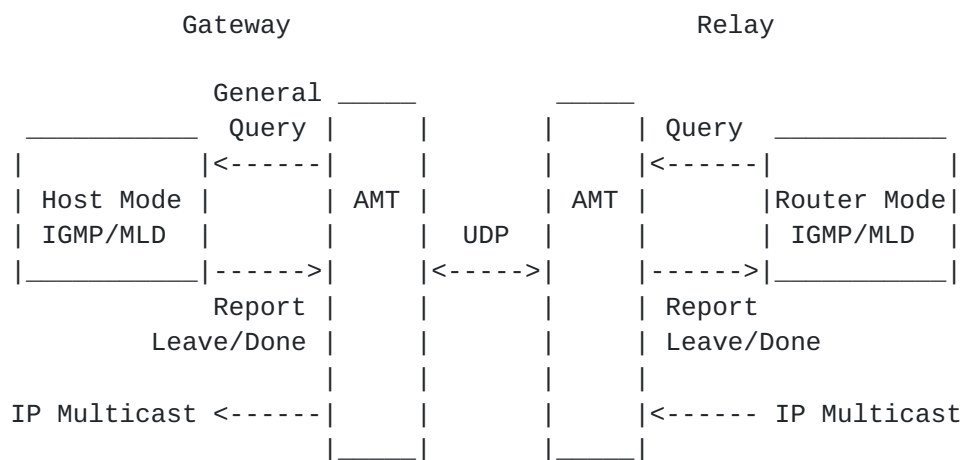 Gateway Relay
General
Query Query
Host Mode AMT AMT Router Mode
IGMP/MLD UDP IGMP/MLD
Report Report
Leave/Done Leave/Done
IP Multicast IP Multicast